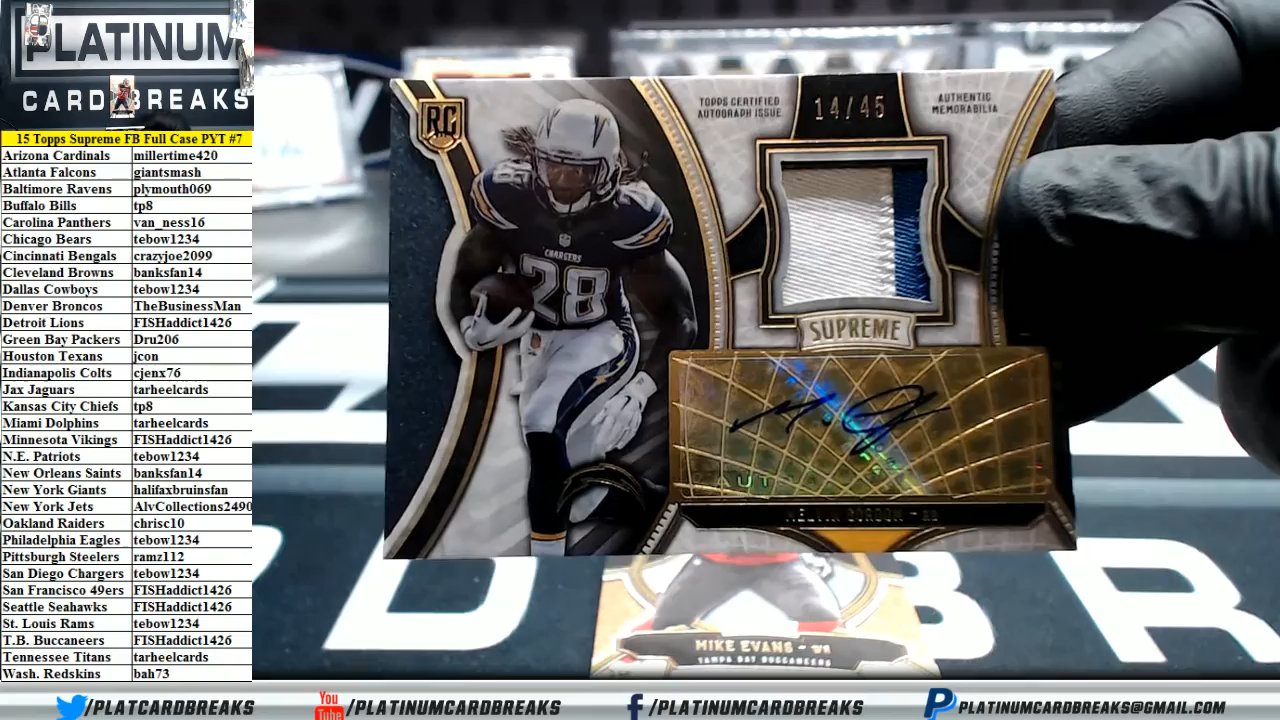 PLATINUM
CARD BREAKS
15 Topps Supreme FB Full Case PYT #7
Arizona Cardinals millertime420
Atlanta Falcons giantsmash
Baltimore Ravens plymouth069
Buffalo Bills tp8
Carolina Panthers van_ness16
Chicago Bears tebow1234
Cincinnati Bengals crazyjoe2099
Cleveland Browns banksfan14
Dallas Cowboys tebow1234
Denver Broncos TheBusinessMan
Detroit Lions FISHaddict1426
Green Bay Packers Dru206
Houston Texans jcon
Indianapolis Colts cjenx76
Jax Jaguars tarheelcards
Kansas City Chiefs tp8
Miami Dolphins tarheelcards
Minnesota Vikings FISHaddict1426
N.E. Patriots tebow1234
New Orleans Saints banksfan14
New York Giants halifaxbruinsfan
New York Jets AlvCollections2490
Oakland Raiders chrisc10
Philadelphia Eagles tebow1234
Pittsburgh Steelers ramz112
San Diego Chargers tebow1234
San Francisco 49ers FISHaddict1426
Seattle Seahawks FISHaddict1426
St. Louis Rams tebow1234
T.B. Buccaneers FISHaddict1426
Tennessee Titans tarheelcards
Wash. Redskins bah73
RC
TOPPS CERTIFIED
AUTOGRAPH ISSUE
14/45
AUTHENTIC
MEMORABILIA
28
CHARGERS
28
SUPREME
MELVIN GORDON - RB
MIKE EVANS - WR
TAMPA BAY BUCCANEERS
/PLATCARDBREAKS
You
Tube
/PLATINUMCARDBREAKS
f/PLATINUMCARDBREAKS
PLATINUMCARDBREAKS@GMAIL.COM